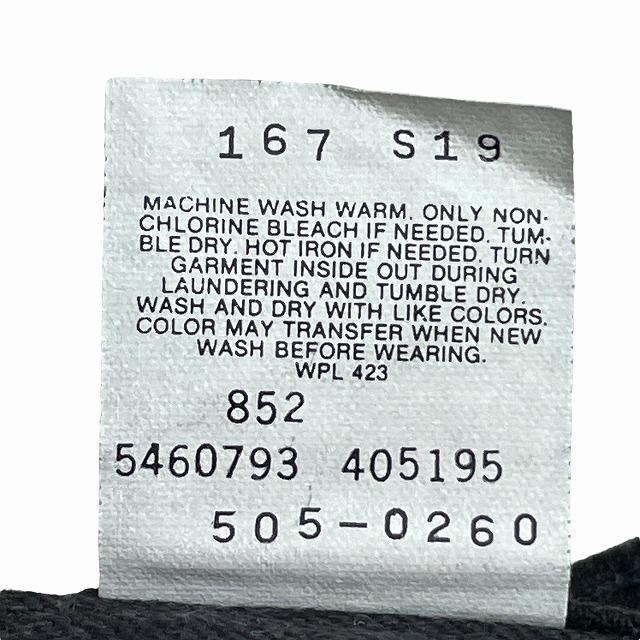 167 S19
MACHINE WASH WARM. ONLY NON-
CHLORINE BLEACH IF NEEDED. TUM-
BLE DRY. HOT IRON IF NEEDED. TURN
GARMENT INSIDE OUT DURING
LAUNDERING AND TUMBLE DRY.
WASH AND DRY WITH LIKE COLORS.
COLOR MAY TRANSFER WHEN NEW
WASH BEFORE WEARING.
WPL 423
852
5460793 405195
505-0260